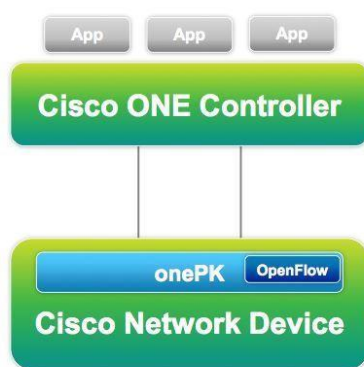 App App App
Cisco ONE Controller
onePK OpenFlow
Cisco Network Device